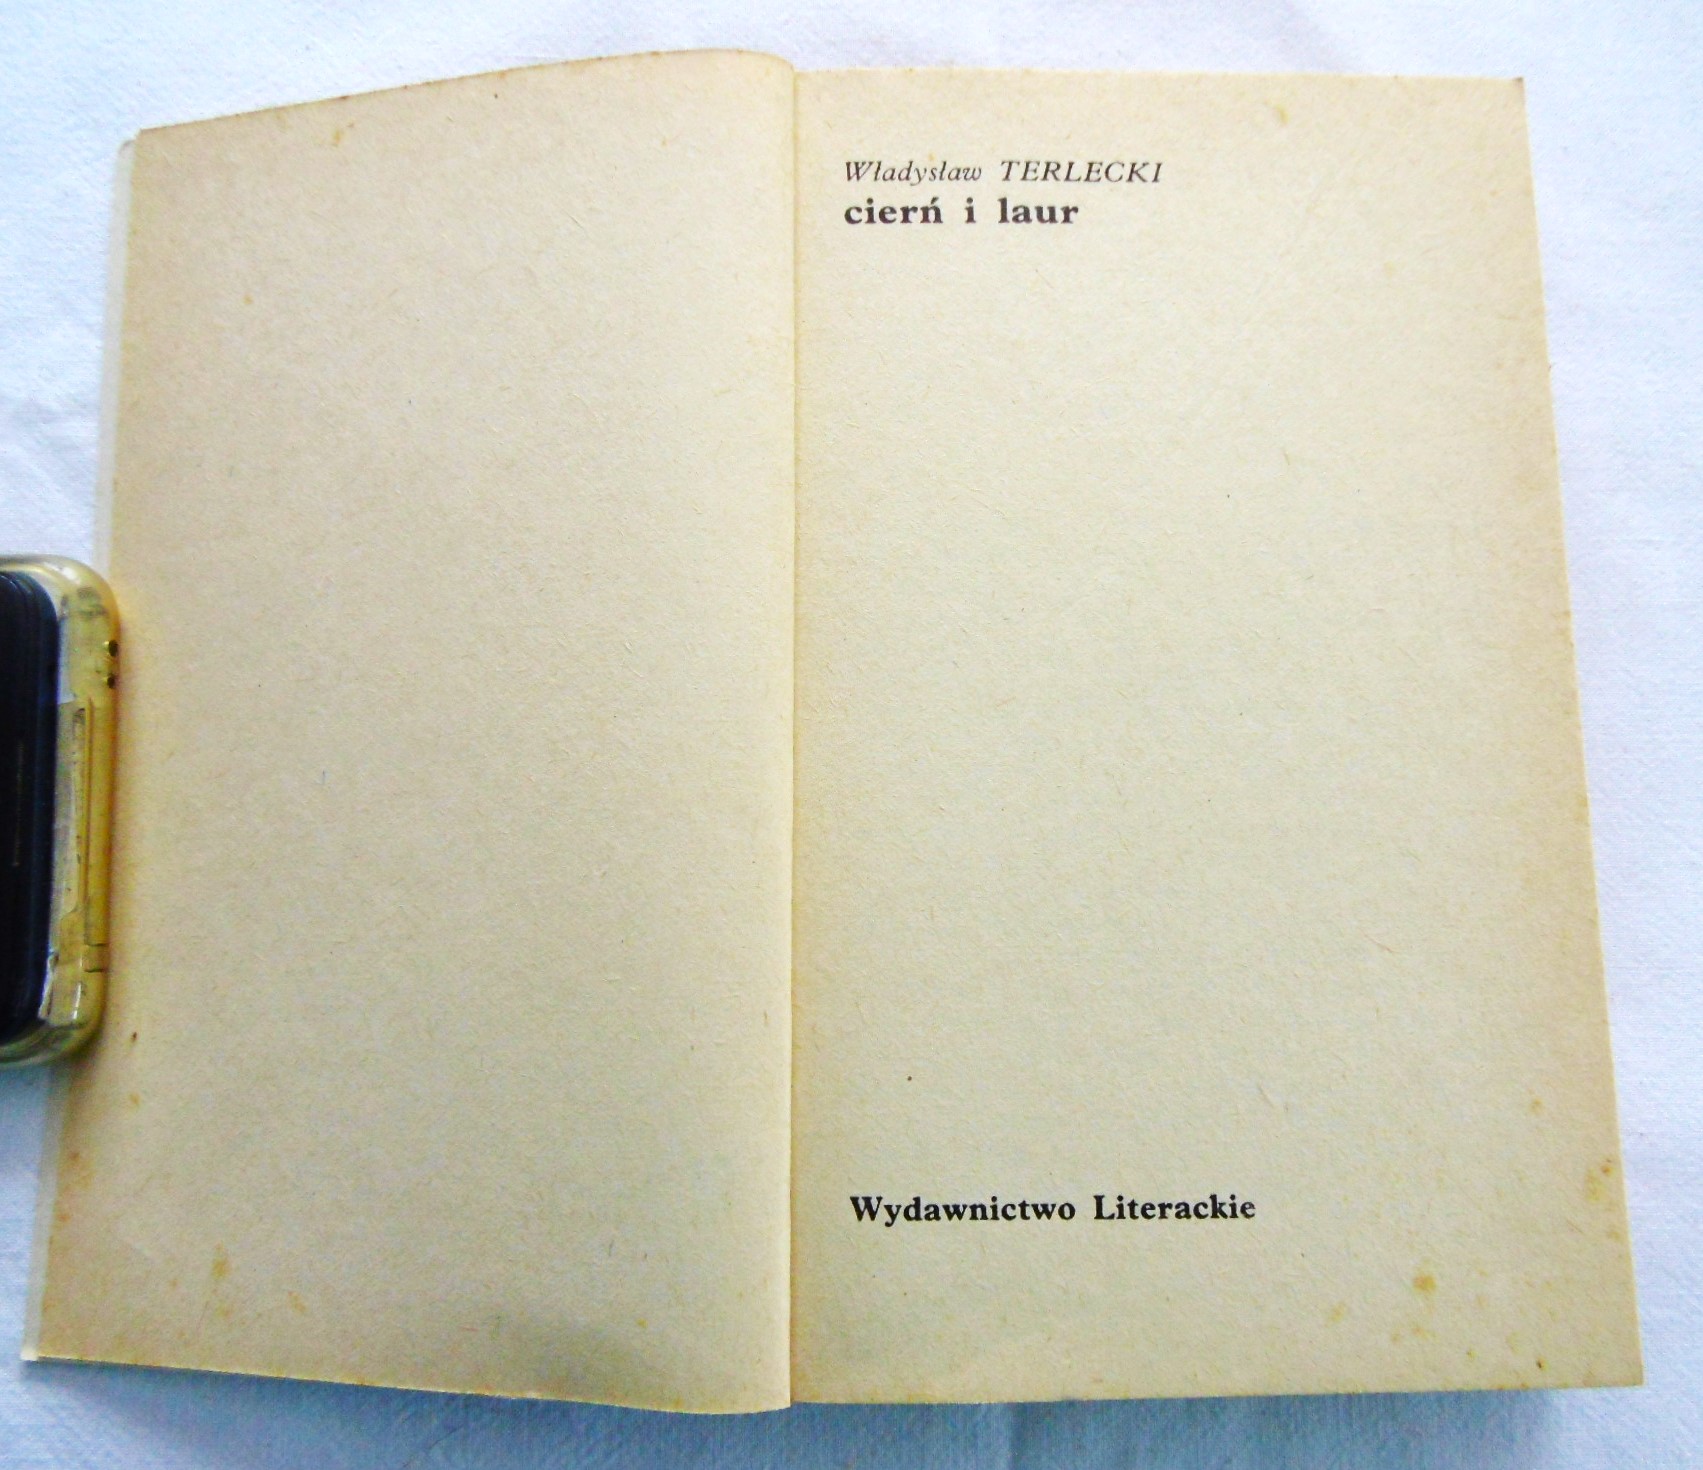 Władysław TERLECKI
cierń i laur
Wydawnictwo Literackie